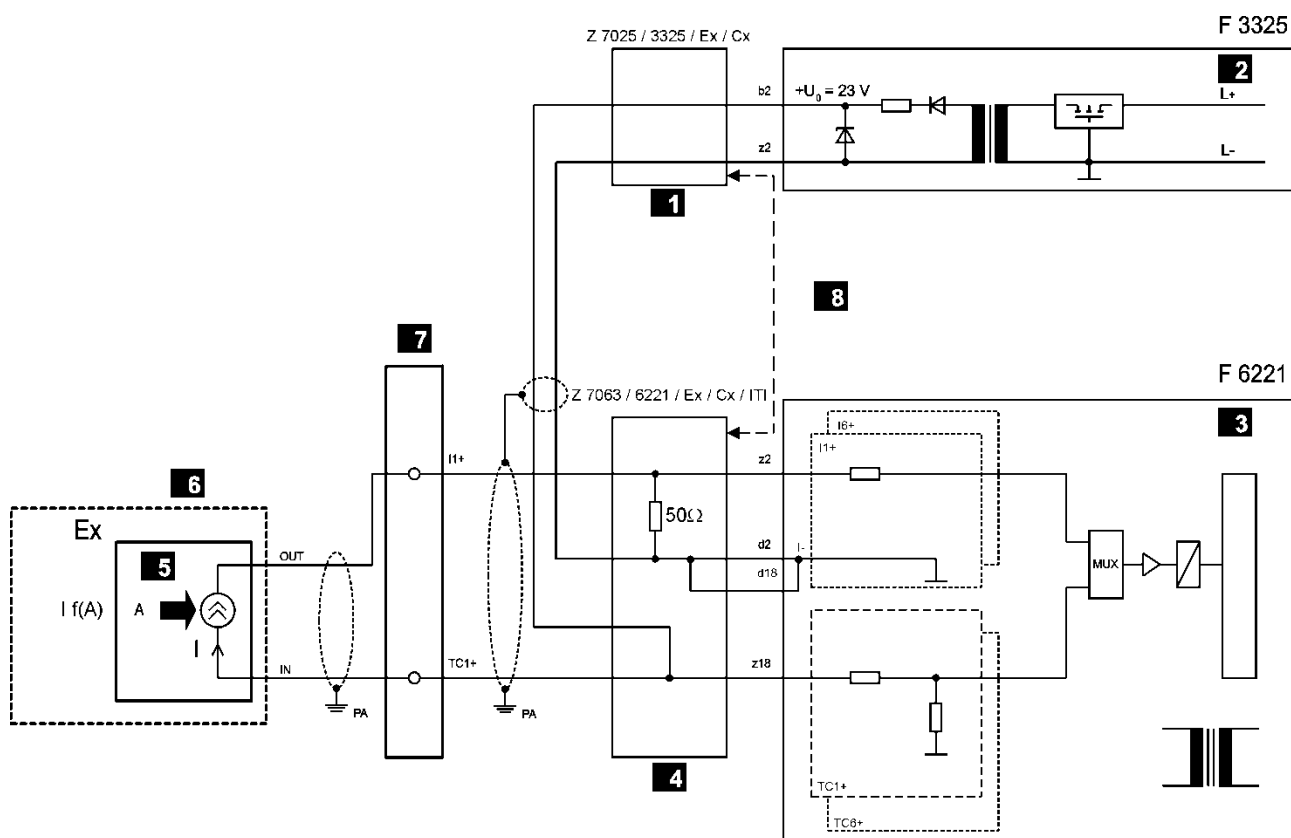 F 3325
Z 7025 / 3325 / Ex / Cx
2
b2
+U0 = 23 V
L+
z2
L-
1
8
7
F 6221
Z 7063 / 6221 / Ex / Cx / ITI
3
I6+
I1+
I1+
z2
6
50Ω
Ex
OUT
d2
I-
MUX
5
d18
I f(A)
A
I
IN
TC1+
z18
PA
PA
4
TC1+
TC6+